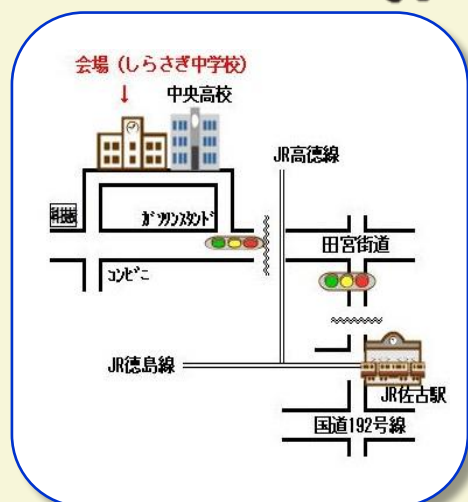 会場（しらさぎ中学校）
↓
中央高校
JR高徳線
ガソリンスタンド
田宮街道
コンビニ
JR徳島線
JR佐古駅
国道192号線